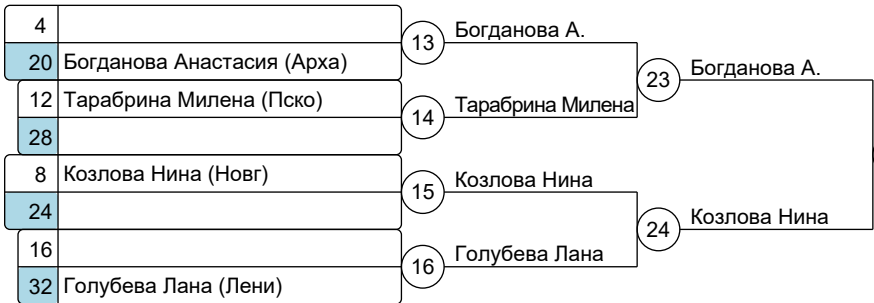 4
20 Богданова Анастасия (Арха)
12 Тарабрина Милена (Пско)
28
8 Козлова Нина (Новг)
24
16
32 Голубева Лана (Лени)
13 Богданова А.
14 Тарабрина Милена
15 Козлова Нина
16 Голубева Лана
23 Богданова А.
24 Козлова Нина